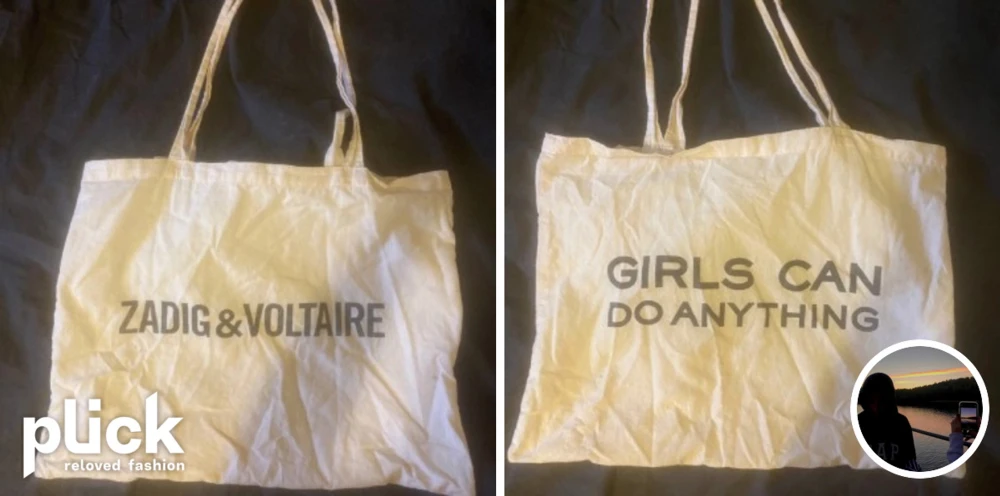 ZADIG & VOLTAIRE
plick
reloved fashion
GIRLS CAN
DO ANYTHING